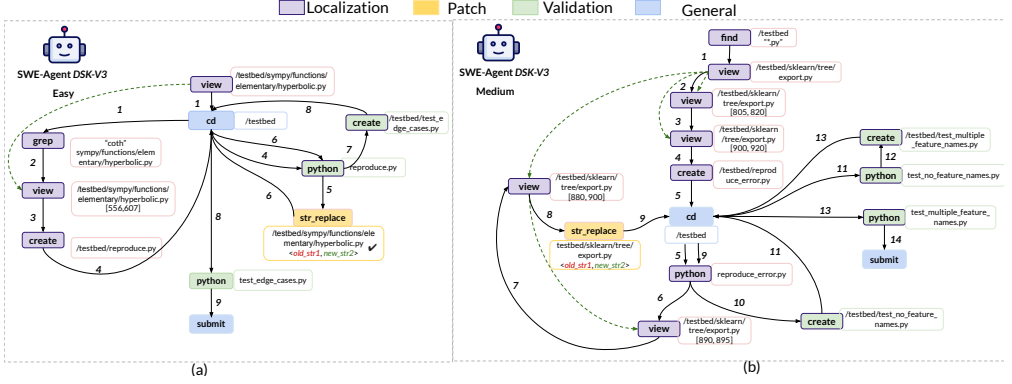 Localization
Patch
Validation
General
SWE-Agent DSK-V3
Easy
view
/testbed/sympy/functions/
elementary/hyperbolic.py
1
8
1
cd
/testbed
create
/testbed/test_e
dge_cases.py
grep
"coth"
sympy/functions/elem
entary/hyperbolic.py
6
4
7
python
reproduce.py
2
view
/testbed/sympy/functions/
elementary/hyperbolic.py
[556,607]
5
6
3
str_replace
/testbed/sympy/functions/ele
mentary/hyperbolic.py
<old_str1, new_str2>
✔
create
/testbed/reproduce.py
8
4
python
test_edge_cases.py
9
submit
(a)
SWE-Agent DSK-V3
Medium
find
/testbed
"*.py"
1
view
/testbed/sklearn/tree/
export.py
2
view
/testbed/sklearn
/tree/export.py
[805, 820]
3
view
/testbed/sklearn
/tree/export.py
[900, 920]
13
create
/testbed/test_multiple
_feature_names.py
4
12
create
/testbed/reprod
uce_error.py
11
python
test_no_feature_names.py
view
/testbed/sklearn/
tree/export.py
[880, 900]
5
8
9
cd
/testbed
13
python
test_multiple_feature_
names.py
str_replace
testbed/sklearn/tree/
export.py
<old_str1, new_str2>
14
submit
5
9
11
python
reproduce_error.py
7
6
10
view
/testbed/sklearn/
tree/export.py
[890, 895]
create
/testbed/test_no_feature_
names.py
(b)